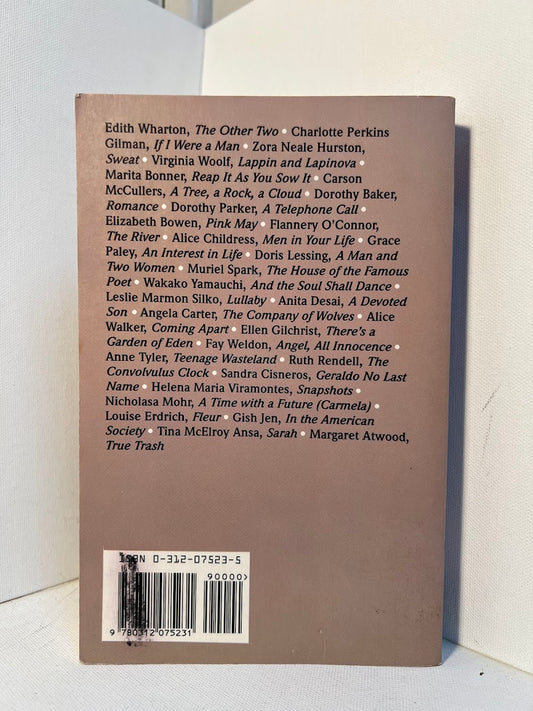 Edith Wharton, The Other Two • Charlotte Perkins
Gilman, If I Were a Man • Zora Neale Hurston,
Sweat • Virginia Woolf, Lappin and Lapinova •
Marita Bonner, Reap It As You Sow It • Carson
McCullers, A Tree, a Rock, a Cloud • Dorothy Baker,
Romance • Dorothy Parker, A Telephone Call •
Elizabeth Bowen, Pink May • Flannery O'Connor,
The River • Alice Childress, Men in Your Life • Grace
Paley, An Interest in Life • Doris Lessing, A Man and
Two Women • Muriel Spark, The House of the Famous
Poet • Wakako Yamauchi, And the Soul Shall Dance •
Leslie Marmon Silko, Lullaby • Anita Desai, A Devoted
Son • Angela Carter, The Company of Wolves • Alice
Walker, Coming Apart • Ellen Gilchrist, There's a
Garden of Eden • Fay Weldon, Angel, All Innocence •
Anne Tyler, Teenage Wasteland • Ruth Rendell, The
Convolvulus Clock • Sandra Cisneros, Geraldo No Last
Name • Helena Maria Viramontes, Snapshots •
Nicholasa Mohr, A Time with a Future (Carmela) •
Louise Erdrich, Fleur • Gish Jen, In the American
Society • Tina McElroy Ansa, Sarah • Margaret Atwood,
True Trash
ISBN 0-312-07523-5
90000>
9 780312 075231